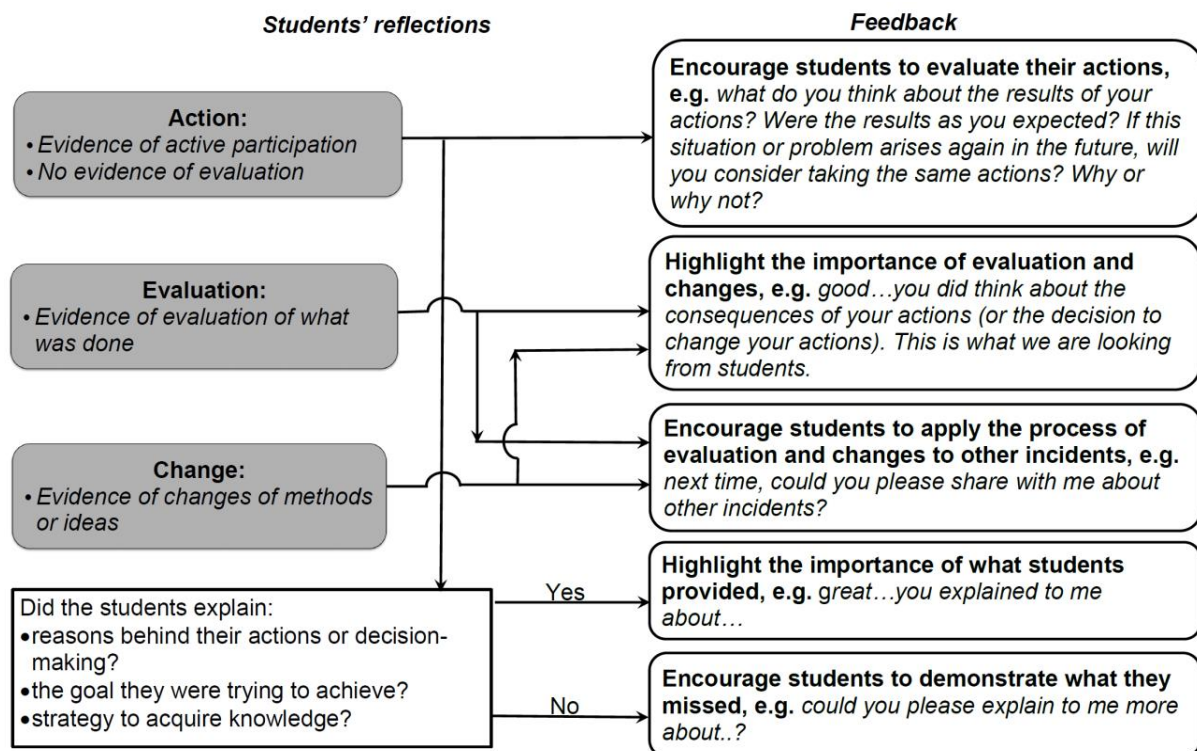 Students’ reflections
Feedback
Action:
• Evidence of active participation
• No evidence of evaluation
Encourage students to evaluate their actions,
e.g. what do you think about the results of your
actions? Were the results as you expected? If this
situation or problem arises again in the future, will
you consider taking the same actions? Why or
why not?
Evaluation:
• Evidence of evaluation of what
was done
Highlight the importance of evaluation and
changes, e.g. good…you did think about the
consequences of your actions (or the decision to
change your actions). This is what we are looking
from students.
Change:
• Evidence of changes of methods
or ideas
Encourage students to apply the process of
evaluation and changes to other incidents, e.g.
next time, could you please share with me about
other incidents?
Did the students explain:
•reasons behind their actions or decision-
making?
•the goal they were trying to achieve?
•strategy to acquire knowledge?
Yes
Highlight the importance of what students
provided, e.g. great…you explained to me
about…
No
Encourage students to demonstrate what they
missed, e.g. could you please explain to me more
about..?